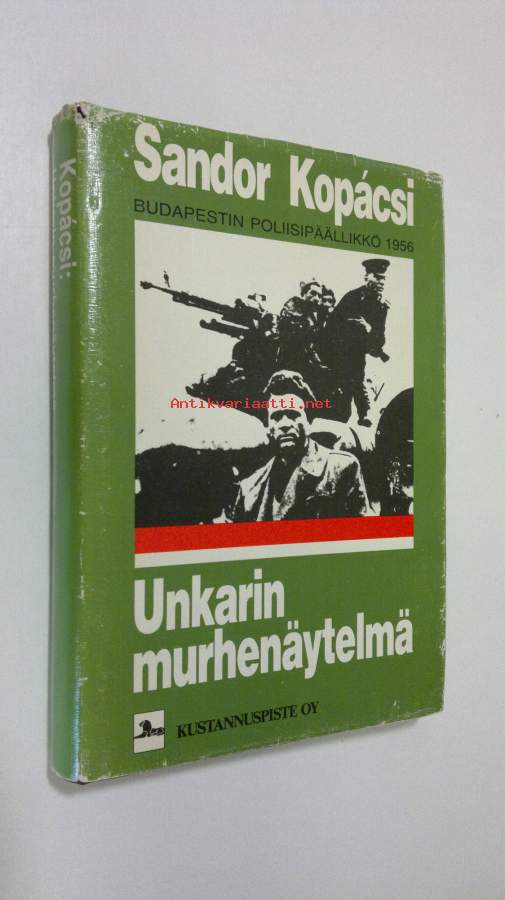 Kopácsi:
Sandor Kopácsi
BUDAPESTIN POLIISIPÄÄLLIKKÖ 1956
Antikvariaatti.net
Unkarin
murhenäytelmä
KUSTANNUSPISTE OY